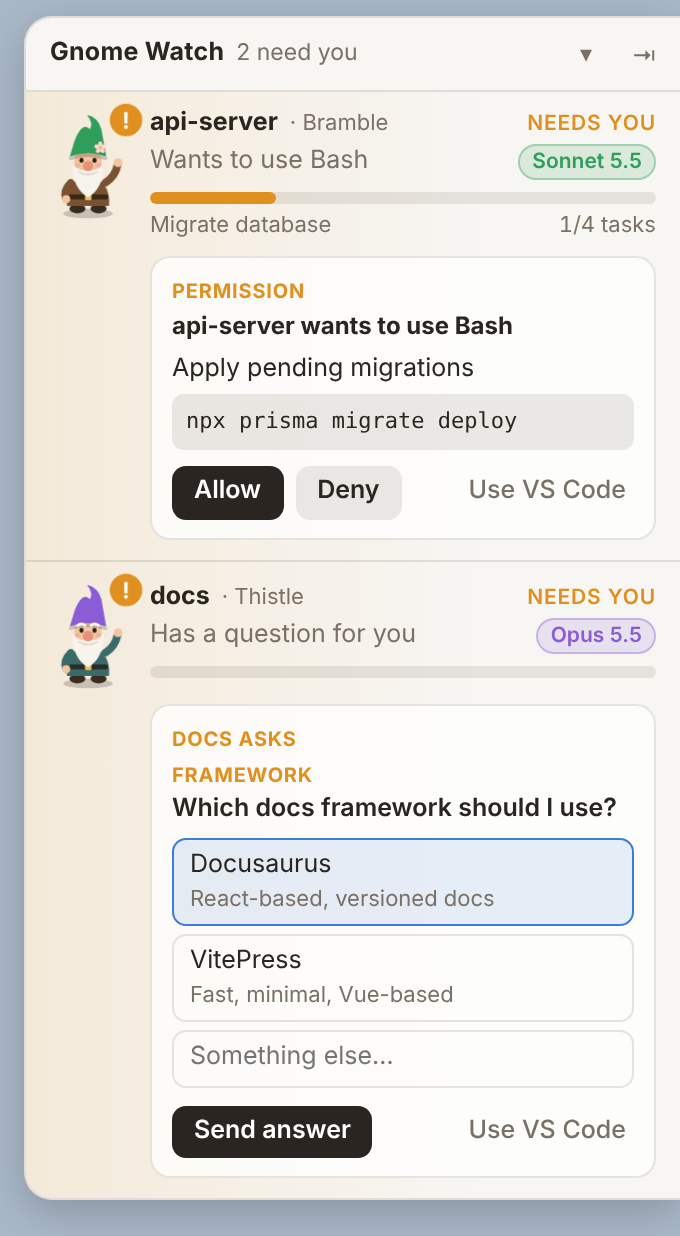 Gnome Watch 2 need you
! api-server · Bramble NEEDS YOU
Wants to use Bash Sonnet 5.5
Migrate database 1/4 tasks
PERMISSION
api-server wants to use Bash
Apply pending migrations
npx prisma migrate deploy
Allow Deny Use VS Code
! docs · Thistle NEEDS YOU
Has a question for you Opus 5.5
DOCS ASKS
FRAMEWORK
Which docs framework should I use?
Docusaurus
React-based, versioned docs
VitePress
Fast, minimal, Vue-based
Something else...
Send answer Use VS Code